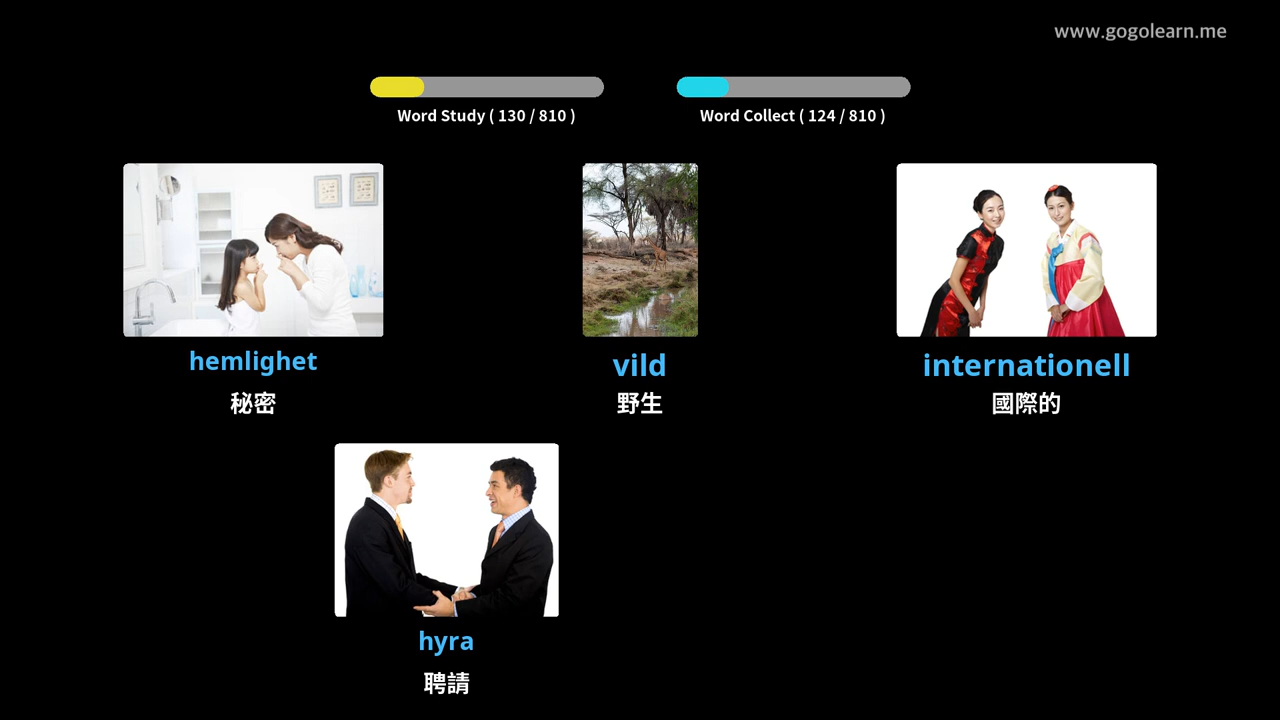 www.gogolearn.me
Word Study ( 130 / 810 )
Word Collect ( 124 / 810 )
hemlighet
秘密
vild
野生
internationell
國際的
hyra
聘請